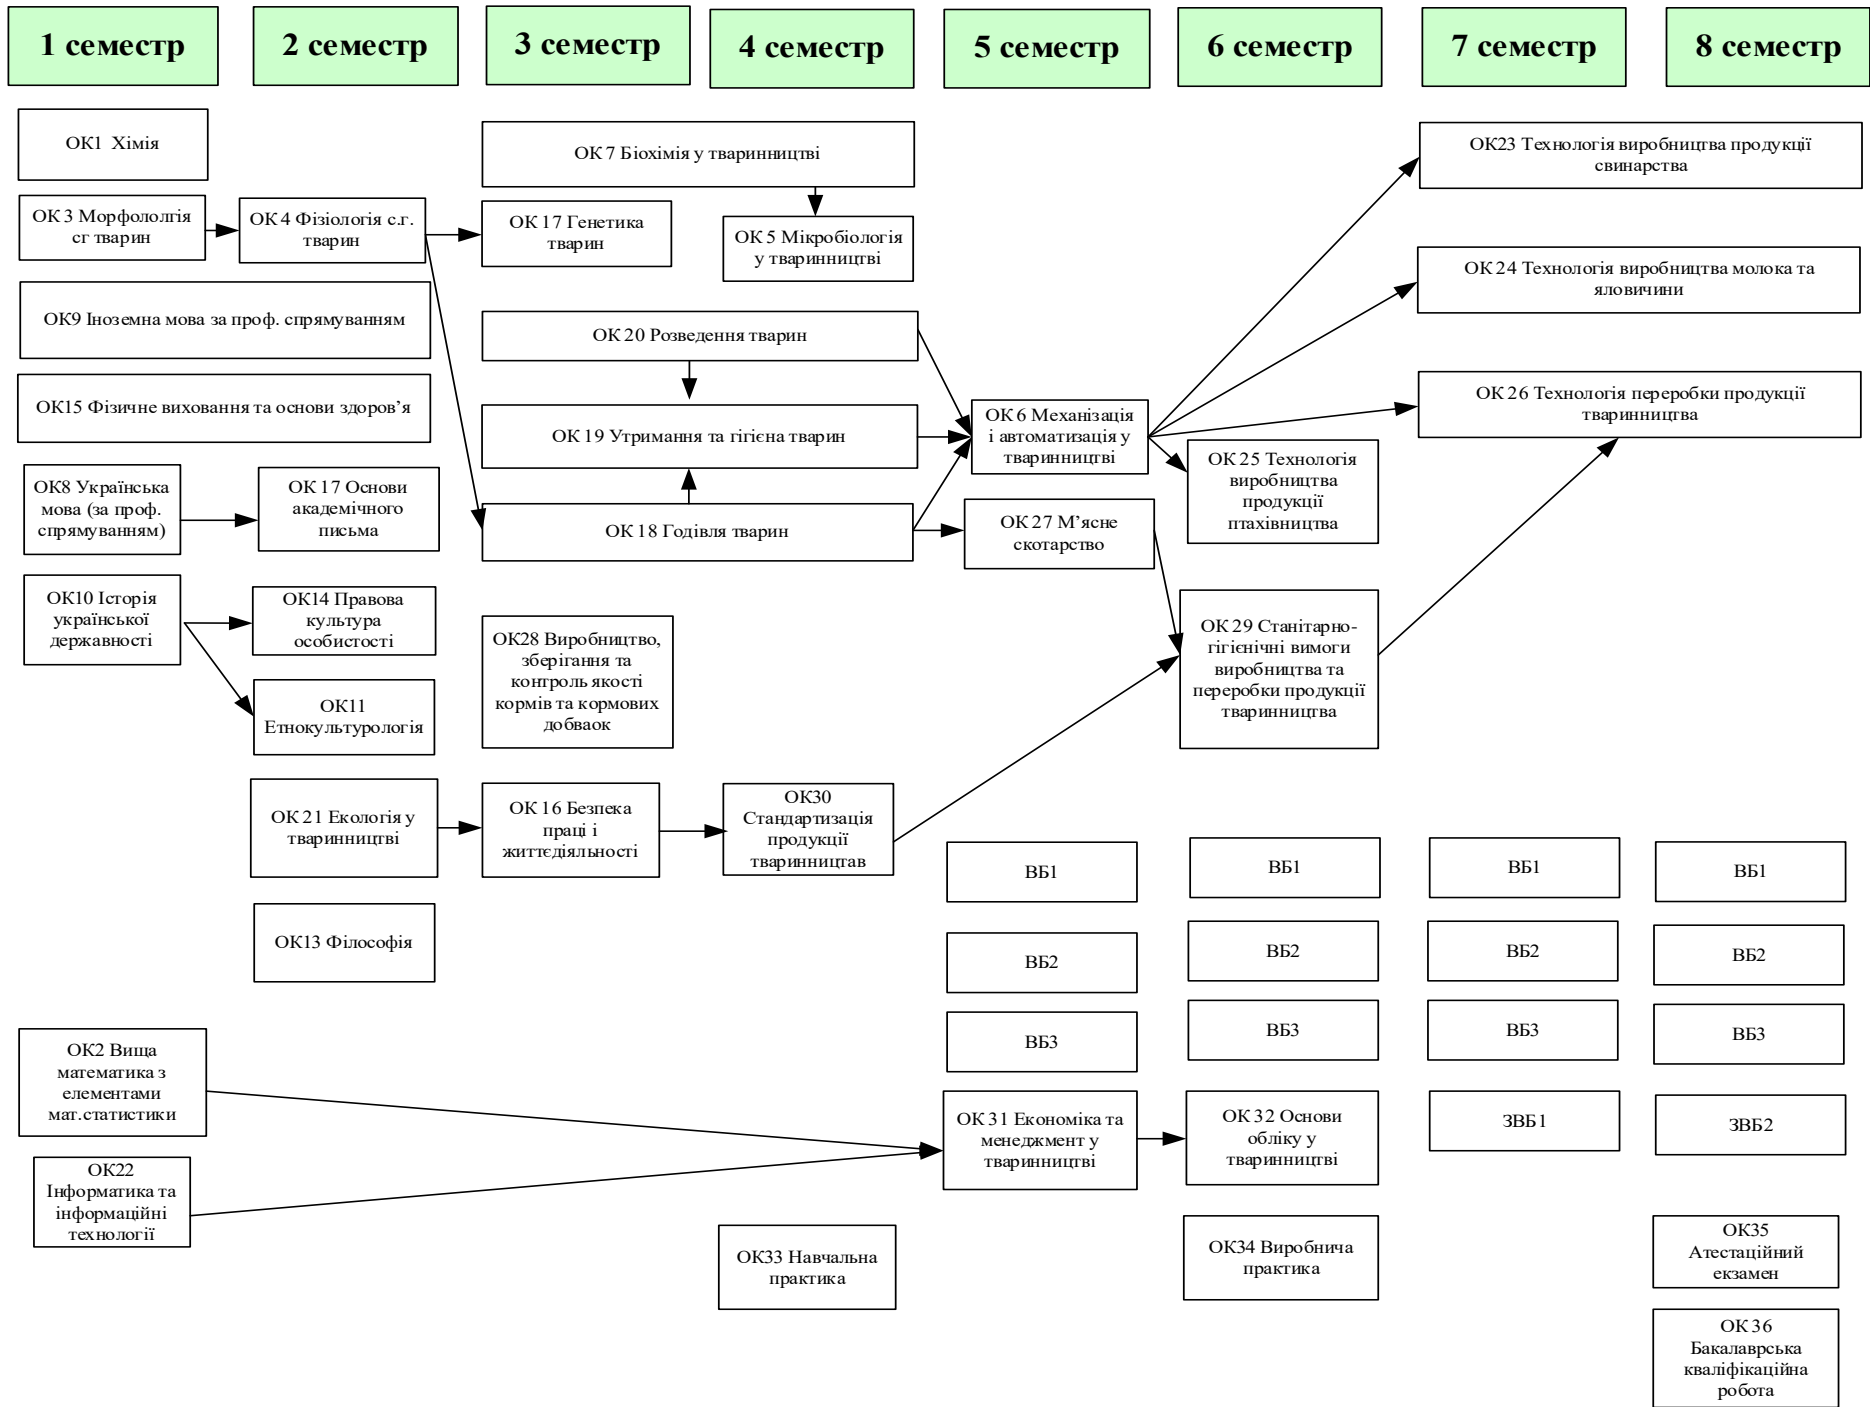 1 семестр
2 семестр
3 семестр
4 семестр
5 семестр
6 семестр
7 семестр
8 семестр
ОК1 Хімія
ОК 3 Морфололгія
сг тварин
ОК 4 Фізіологія с.г.
тварин
ОК9 Іноземна мова за проф. спрямуванням
ОК15 Фізичне виховання та основи здоров’я
ОК8 Українська
мова (за проф.
спрямуванням)
ОК 17 Основи
академічного
письма
ОК10 Історія
української
державності
ОК14 Правова
культура
особистості
ОК11
Етнокультурологія
ОК 21 Екологія у
тваринництві
ОК13 Філософія
ОК2 Вища
математика з
елементами
мат.статистики
ОК22
Інформатика та
інформаційні
технології
ОК 7 Біохімія у тваринництві
ОК 17 Генетика
тварин
ОК 5 Мікробіологія
у тваринництві
ОК 20 Розведення тварин
ОК 19 Утримання та гігієна тварин
ОК 18 Годівля тварин
ОК28 Виробництво,
зберігання та
контроль якості
кормів та кормових
добваок
ОК 16 Безпека
праці і
життєдіяльності
ОК30
Стандартизація
продукції
тваринництав
ОК33 Навчальна
практика
ОК 6 Механізація
і автоматизація у
тваринництві
ОК 27 М’ясне
скотарство
ВБ1
ВБ2
ВБ3
ОК 31 Економіка та
менеджмент у
тваринництві
ОК 25 Технологія
виробництва
продукції
птахівництва
ОК 29 Станітарно-
гігієнічні вимоги
виробництва та
переробки продукції
тваринництва
ВБ1
ВБ2
ВБ3
ОК 32 Основи
обліку у
тваринництві
ОК34 Виробнича
практика
ОК23 Технологія виробництва продукції
свинарства
ОК 24 Технологія виробництва молока та
яловичини
ОК 26 Технологія переробки продукції
тваринництва
ВБ1
ВБ2
ВБ3
ЗВБ1
ВБ1
ВБ2
ВБ3
ЗВБ2
ОК35
Атестаційний
екзамен
ОК 36
Бакалаврська
кваліфікаційна
робота